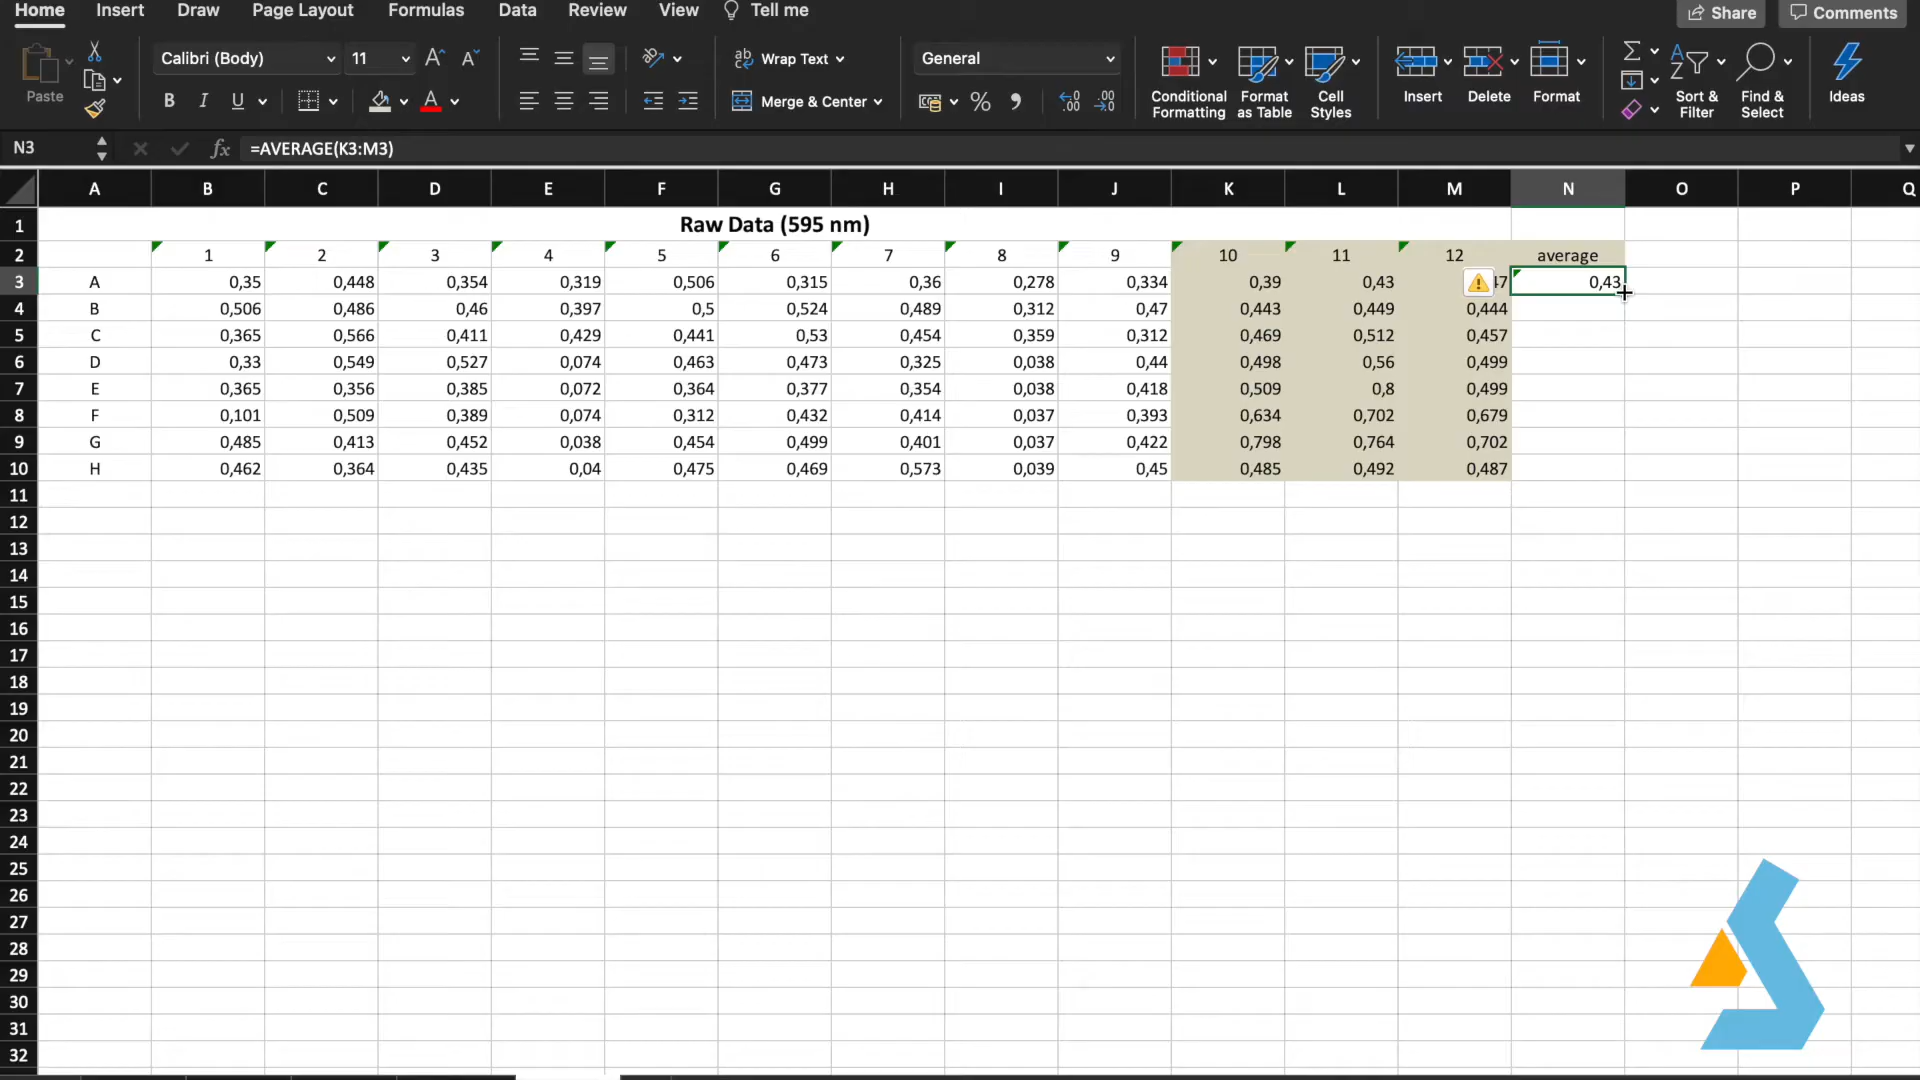 Home Insert Draw Page Layout Formulas Data Review View Tell me Share Comments
Paste Calibri (Body) 11 Wrap Text General Conditional Formatting Format as Table Cell Styles Insert Delete Format Sort & Filter Find & Select Ideas
B I U Merge & Center
N3 fx =AVERAGE(K3:M3)
A B C D E F G H I J K L M N O P Q
1 Raw Data (595 nm)
2 1 2 3 4 5 6 7 8 9 10 11 12 average
3 A 0,35 0,448 0,354 0,319 0,506 0,315 0,36 0,278 0,334 0,39 0,43 0,43
4 B 0,506 0,486 0,46 0,397 0,5 0,524 0,489 0,312 0,47 0,443 0,449 0,444
5 C 0,365 0,566 0,411 0,429 0,441 0,53 0,454 0,359 0,312 0,469 0,512 0,457
6 D 0,33 0,549 0,527 0,074 0,463 0,473 0,325 0,038 0,44 0,498 0,56 0,499
7 E 0,365 0,356 0,385 0,072 0,364 0,377 0,354 0,038 0,418 0,509 0,8 0,499
8 F 0,101 0,509 0,389 0,074 0,312 0,432 0,414 0,037 0,393 0,634 0,702 0,679
9 G 0,485 0,413 0,452 0,038 0,454 0,499 0,401 0,037 0,422 0,798 0,764 0,702
10 H 0,462 0,364 0,435 0,04 0,475 0,469 0,573 0,039 0,45 0,485 0,492 0,487
11
12
13
14
15
16
17
18
19
20
21
22
23
24
25
26
27
28
29
30
31
32